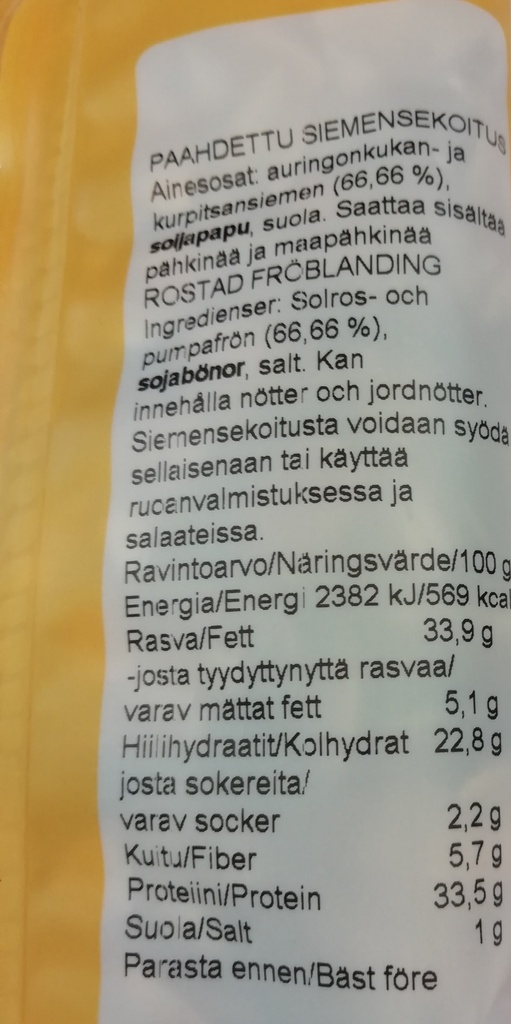 PAAHDETTU SIEMENSEKOITUS
Ainesosat: auringonkukan- ja
kurpitsansiemen (66,66 %),
soijapapu, suola. Saattaa sisältää
pähkinää ja maapähkinää
ROSTAD FRÖBLANDING
Ingredienser: Solros- och
pumpafrön (66,66 %),
sojabönor, salt. Kan
innehålla nötter och jordnötter.
Siemensekoitusta voidaan syödä
sellaisenaan tai käyttää
ruoanvalmistuksessa ja
salaateissa.
Ravintoarvo/Näringsvärde/100 g
Energia/Energi 2382 kJ/569 kcal
Rasva/Fett 33,9 g
-josta tyydyttynyttä rasvaa/
varav mättat fett 5,1 g
Hiilihydraatit/Kolhydrat 22,8 g
josta sokereita/
varav socker 2,2 g
Kuitu/Fiber 5,7 g
Proteiini/Protein 33,5 g
Suola/Salt 1 g
Parasta ennen/Bäst före